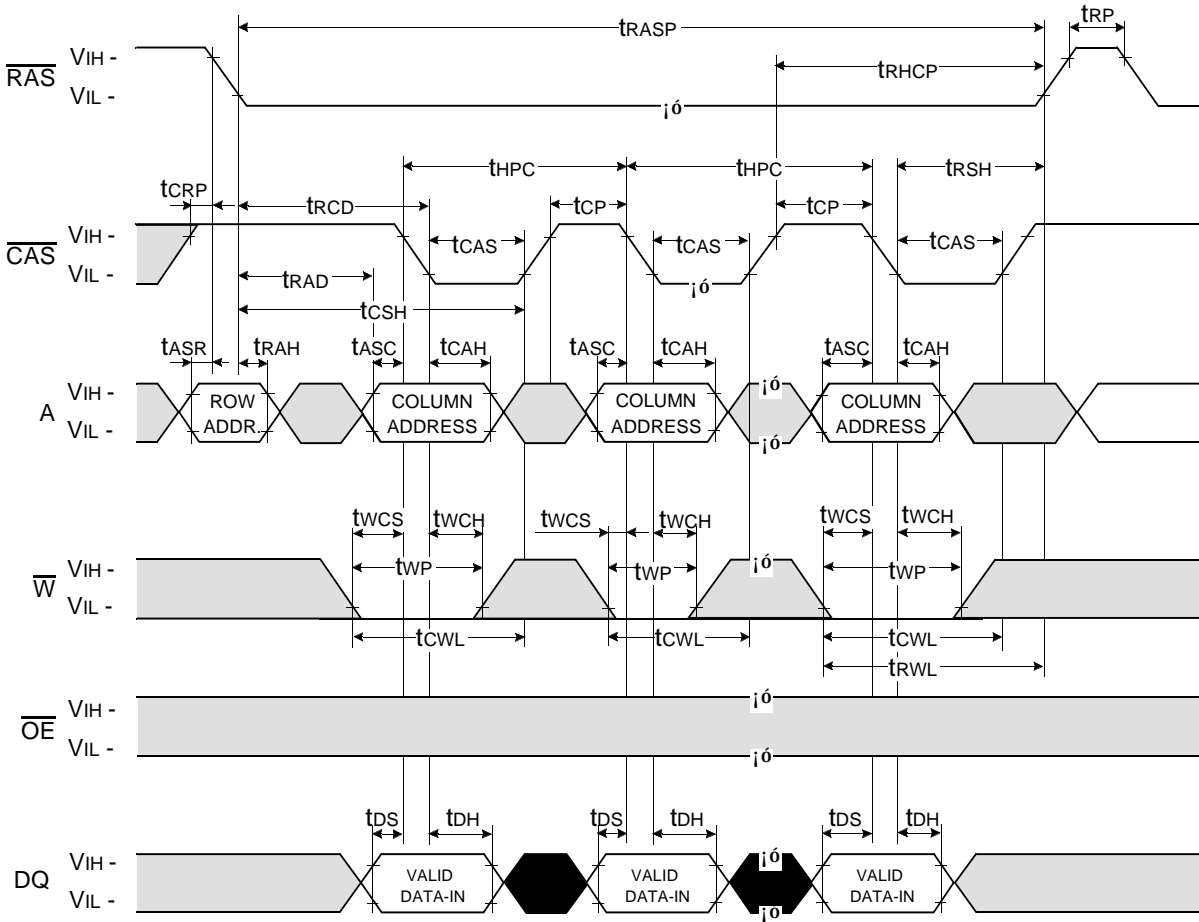 tRP
tRASP
VIH -
RAS
VIL -
tRHCP
¡ó
tHPC
tHPC
tRSH
tCRP
tRCD
tCP
tCP
VIH -
CAS
VIL -
tCAS
tCAS
tCAS
tRAD
¡ó
tCSH
tASR
tRAH
tASC
tCAH
tASC
tCAH
tASC
tCAH
VIH -
A
VIL -
ROW
ADDR.
COLUMN
ADDRESS
COLUMN
ADDRESS
¡ó
¡ó
COLUMN
ADDRESS
tWCS
tWCH
tWCS
tWCH
tWCS
tWCH
VIH -
W
VIL -
tWP
tWP
¡ó
tWP
tCWL
tCWL
tCWL
tRWL
VIH -
OE
VIL -
¡ó
¡ó
tDS
tDH
tDS
tDH
tDS
tDH
VIH -
DQ
VIL -
VALID
DATA-IN
VALID
DATA-IN
¡ó
¡ó
VALID
DATA-IN